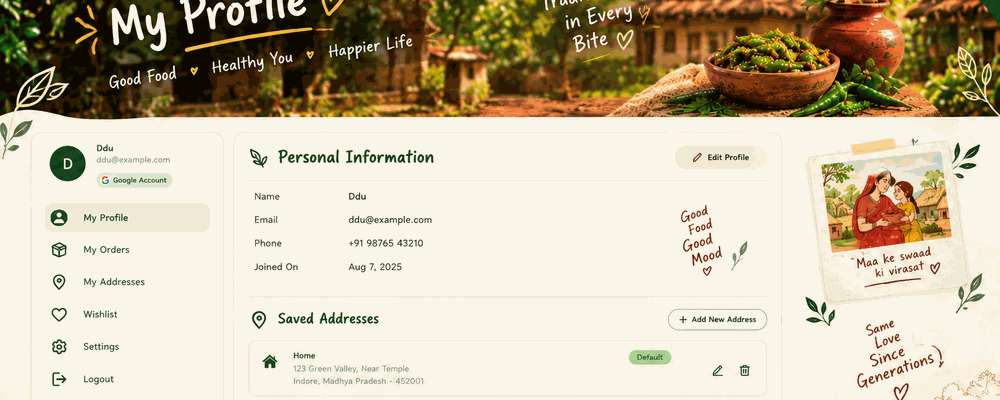 My Profile
Good Food Healthy You Happier Life
in Every
Bite
D
Ddu
ddu@example.com
Google Account
My Profile
My Orders
My Addresses
Wishlist
Settings
Logout
Personal Information
Edit Profile
Name Ddu
Email ddu@example.com
Phone +91 98765 43210
Joined On Aug 7, 2025
Good
Food
Good
Mood
Saved Addresses
+ Add New Address
Home
Default
123 Green Valley, Near Temple
Indore, Madhya Pradesh - 452001
Maa ke swaad
ki virasat
Same
Love
Since
Generations